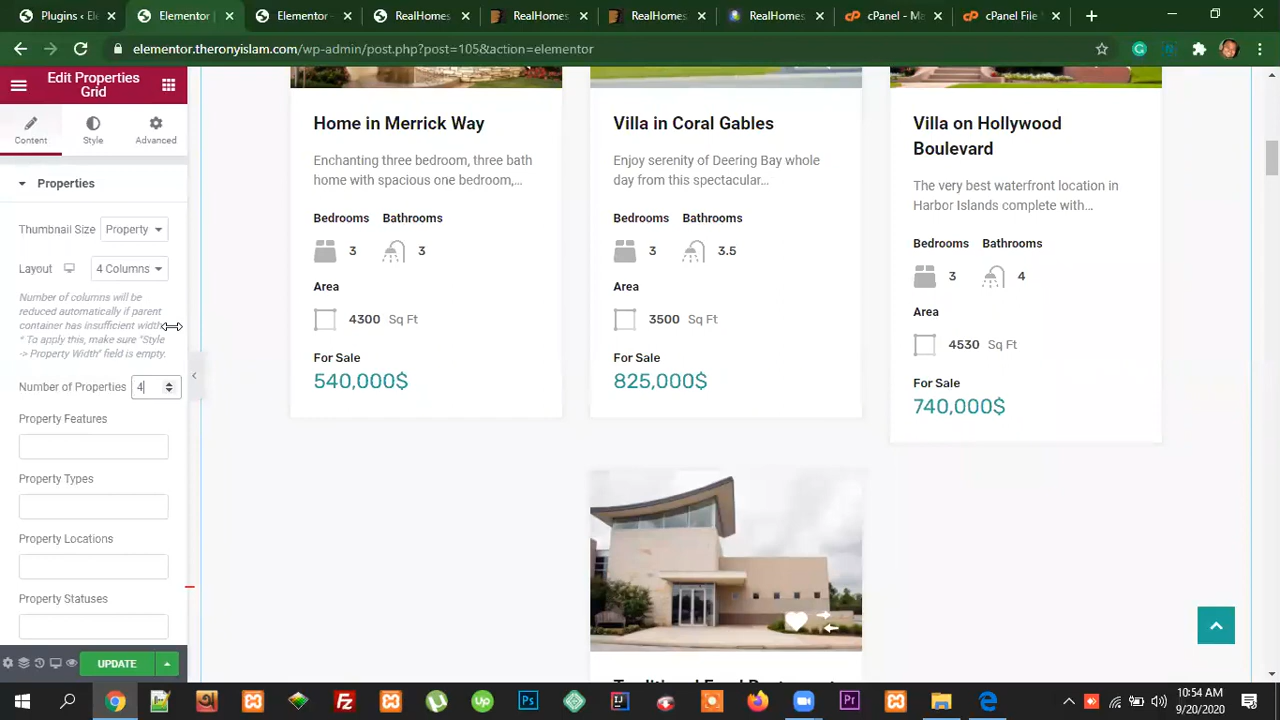 Plugins ‹
Elementor |
Elementor ‹
RealHomes
RealHomes
RealHomes
RealHomes
cPanel - Ma
cPanel File M
elementor.theronyislam.com/wp-admin/post.php?post=105&action=elementor
Edit Properties
Grid
Content
Style
Advanced
Properties
Thumbnail Size
Property
Layout
4 Columns
Number of columns will be
reduced automatically if parent
container has insufficient width.
* To apply this, make sure "Style
-> Property Width" field is empty.
Number of Properties
4
Property Features
Property Types
Property Locations
Property Statuses
UPDATE
Home in Merrick Way
Enchanting three bedroom, three bath
home with spacious one bedroom,...
Bedrooms Bathrooms
3 3
Area
4300 Sq Ft
For Sale
540,000$
Villa in Coral Gables
Enjoy serenity of Deering Bay whole
day from this spectacular...
Bedrooms Bathrooms
3 3.5
Area
3500 Sq Ft
For Sale
825,000$
Villa on Hollywood
Boulevard
The very best waterfront location in
Harbor Islands complete with...
Bedrooms Bathrooms
3 4
Area
4530 Sq Ft
For Sale
740,000$
10:54 AM
9/20/2020